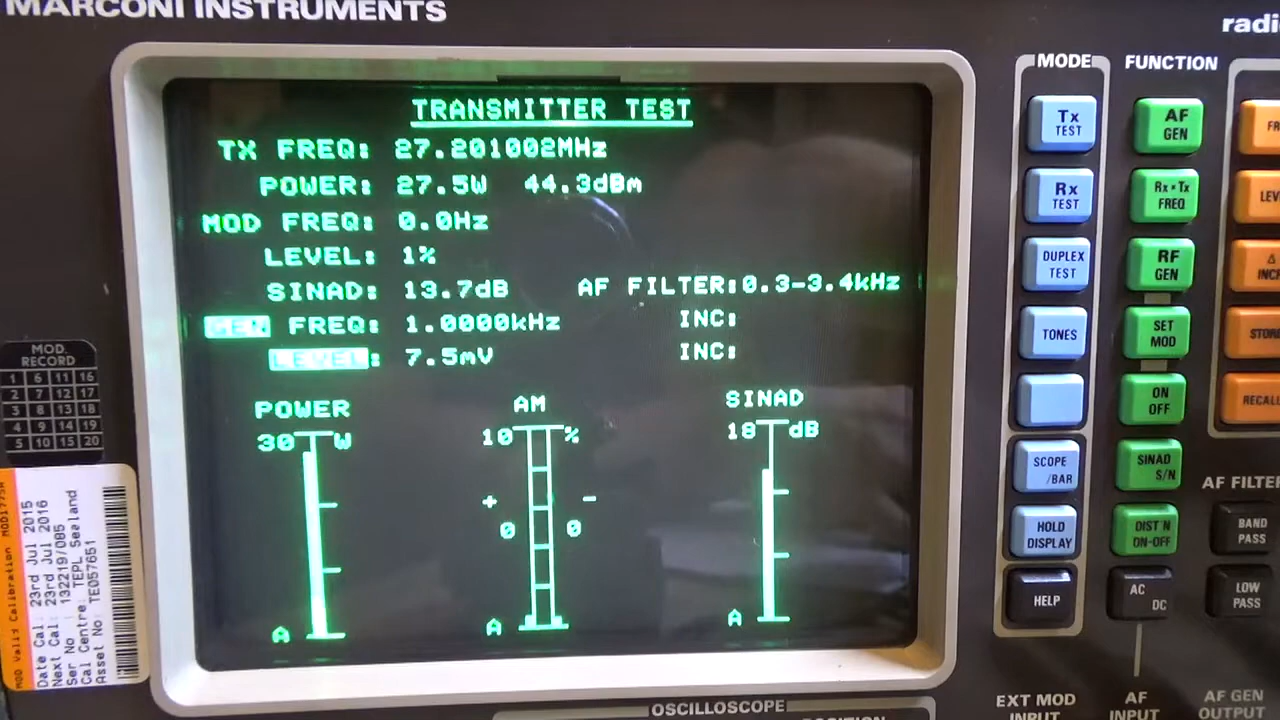 MARCONI INSTRUMENTS
TRANSMITTER TEST
TX FREQ: 27.201002MHz
POWER: 27.5W 44.3dBm
MOD FREQ: 0.0Hz
LEVEL: 1%
SINAD: 13.7dB AF FILTER:0.3-3.4kHz
GEN FREQ: 1.0000kHz INC:
LEVEL: 7.5mV INC:
POWER
30 W
A
AM
10 %
+ -
0 0
A
SINAD
18 dB
A
MODE
Tx
TEST
Rx
TEST
DUPLEX
TEST
TONES
SCOPE
/BAR
HOLD
DISPLAY
HELP
FUNCTION
AF
GEN
Rx=Tx
FREQ
RF
GEN
SET
MOD
ON
OFF
SINAD
S/N
DIST'N
ON-OFF
AC
DC
RECALL
AF FILTER
BAND
PASS
LOW
PASS
EXT MOD
INPUT
AF
INPUT
AF GEN
OUTPUT
OSCILLOSCOPE
POSITION
MOD.
RECORD
1 6 11 16
2 7 12 17
3 8 13 18
4 9 14 19
5 10 15 20
MOD Valid Calibration
Date Cal: 23rd Jul 2015
Next Cal: 23rd Jul 2016
Ser No : 132219/085
Cal Centre: TEPL Sealand
Asset No: TE057651